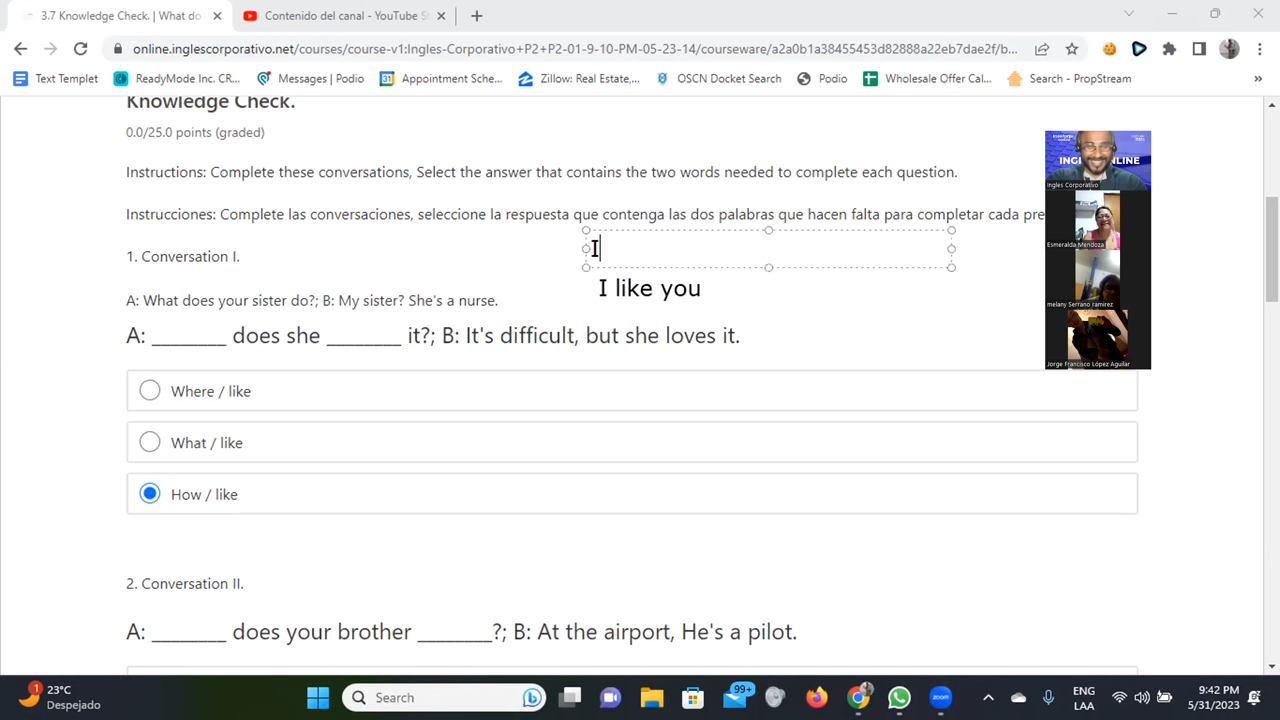 3.7 Knowledge Check. | What do
Contenido del canal - YouTube S
online.inglescorporativo.net/courses/course-v1:Ingles-Corporativo+P2+P2-01-9-10-PM-05-23-14/courseware/a2a0b1a38455453d82888a22eb7dae2f/b...
Text Templet
ReadyMode Inc. CR...
Messages | Podio
31
Appointment Sche...
Zillow: Real Estate,...
OSCN Docket Search
Podio
Wholesale Offer Cal...
Search - PropStream
»
Knowledge Check.
0.0/25.0 points (graded)
Instructions: Complete these conversations, Select the answer that contains the two words needed to complete each question.
Instrucciones: Complete las conversaciones, seleccione la respuesta que contenga las dos palabras que hacen falta para completar cada pre
1. Conversation I.
I
I like you
A: What does your sister do?; B: My sister? She's a nurse.
A: ________ does she ________ it?; B: It's difficult, but she loves it.
Where / like
What / like
How / like
2. Conversation II.
A: ________ does your brother ________?; B: At the airport, He's a pilot.
Ingles Corporativo
Esmeralda Mendoza
melany Serrano ramirez
Jorge Francisco López Aguilar
1
23°C
Despejado
Search
99+
ENG
LAA
9:42 PM
5/31/2023